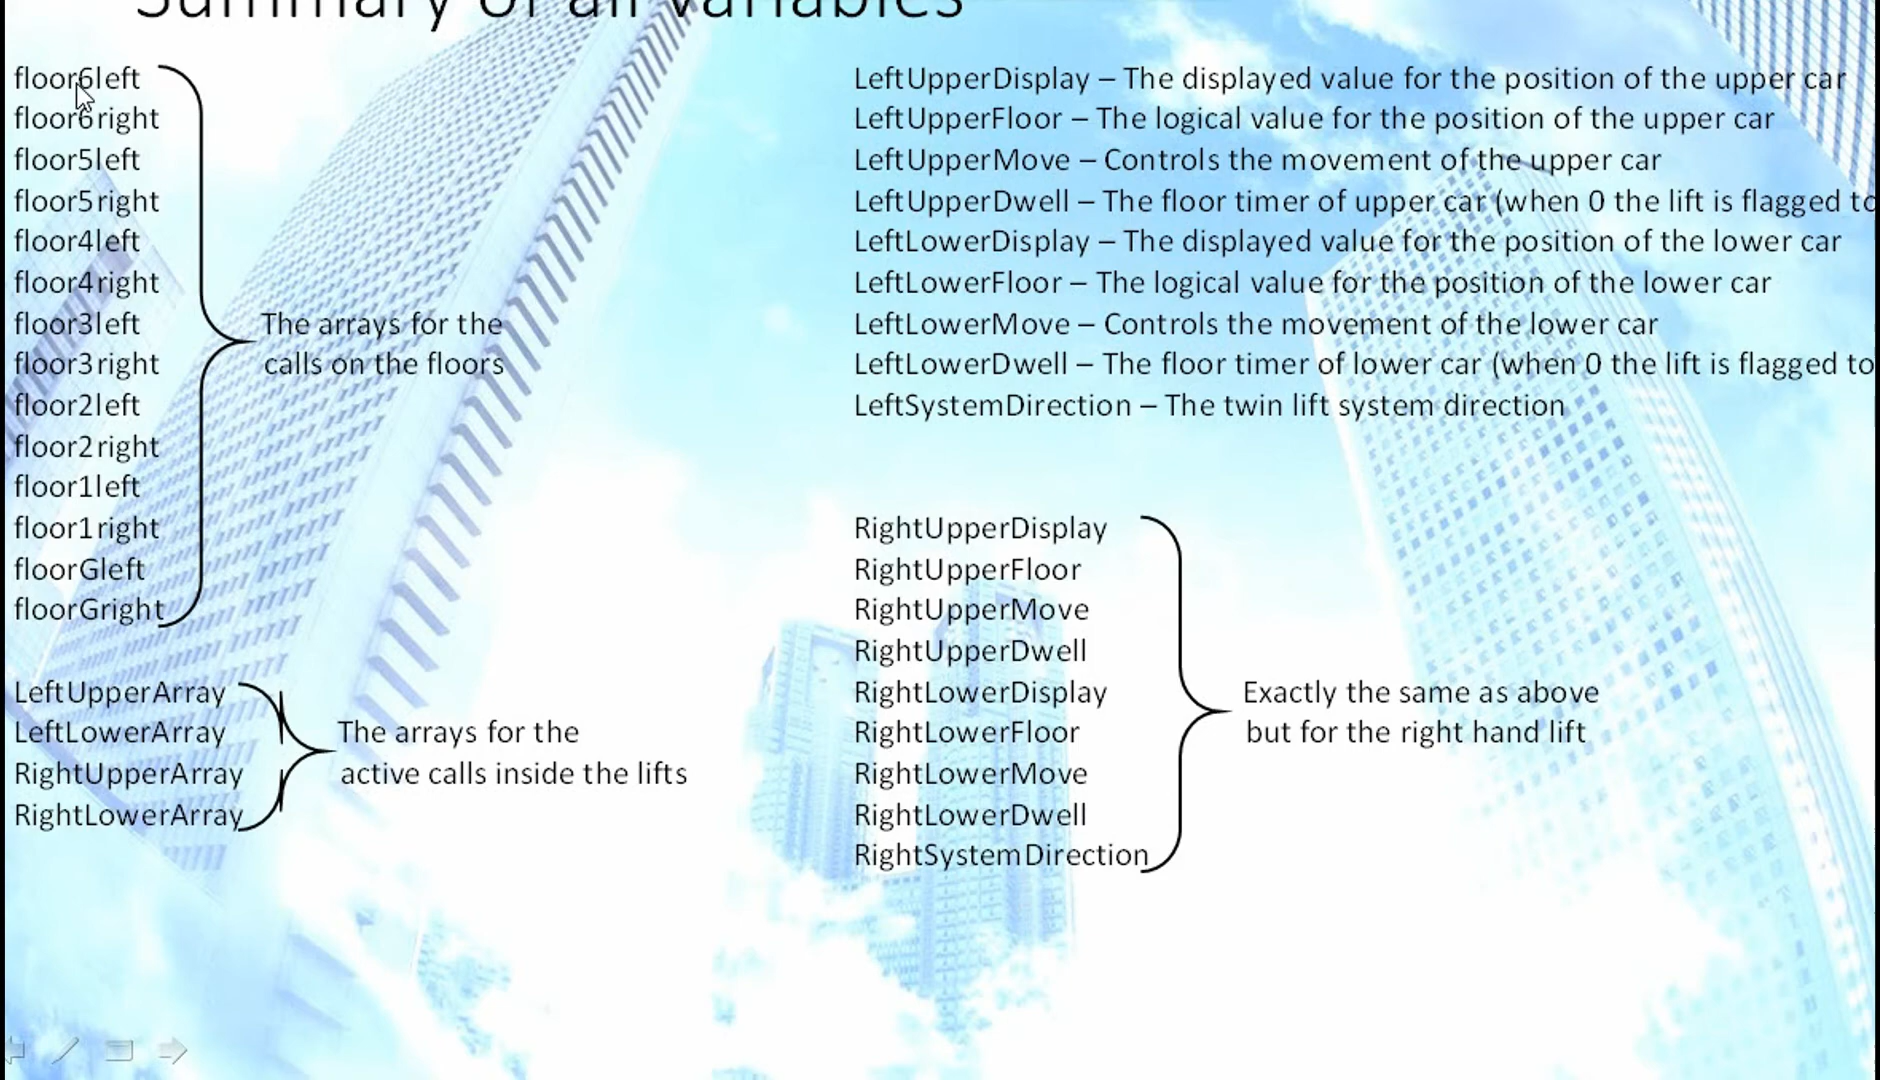 Summary of all variables
floor6left
floor6right
floor5left
floor5right
floor4left
floor4right
floor3left
floor3right
floor2left
floor2right
floor1left
floor1right
floorGleft
floorGright
The arrays for the
calls on the floors
LeftUpperArray
LeftLowerArray
RightUpperArray
RightLowerArray
The arrays for the
active calls inside the lifts
LeftUpperDisplay – The displayed value for the position of the upper car
LeftUpperFloor – The logical value for the position of the upper car
LeftUpperMove – Controls the movement of the upper car
LeftUpperDwell – The floor timer of upper car (when 0 the lift is flagged to
LeftLowerDisplay – The displayed value for the position of the lower car
LeftLowerFloor – The logical value for the position of the lower car
LeftLowerMove – Controls the movement of the lower car
LeftLowerDwell – The floor timer of lower car (when 0 the lift is flagged to
LeftSystemDirection – The twin lift system direction
RightUpperDisplay
RightUpperFloor
RightUpperMove
RightUpperDwell
RightLowerDisplay
RightLowerFloor
RightLowerMove
RightLowerDwell
RightSystemDirection
Exactly the same as above
but for the right hand lift